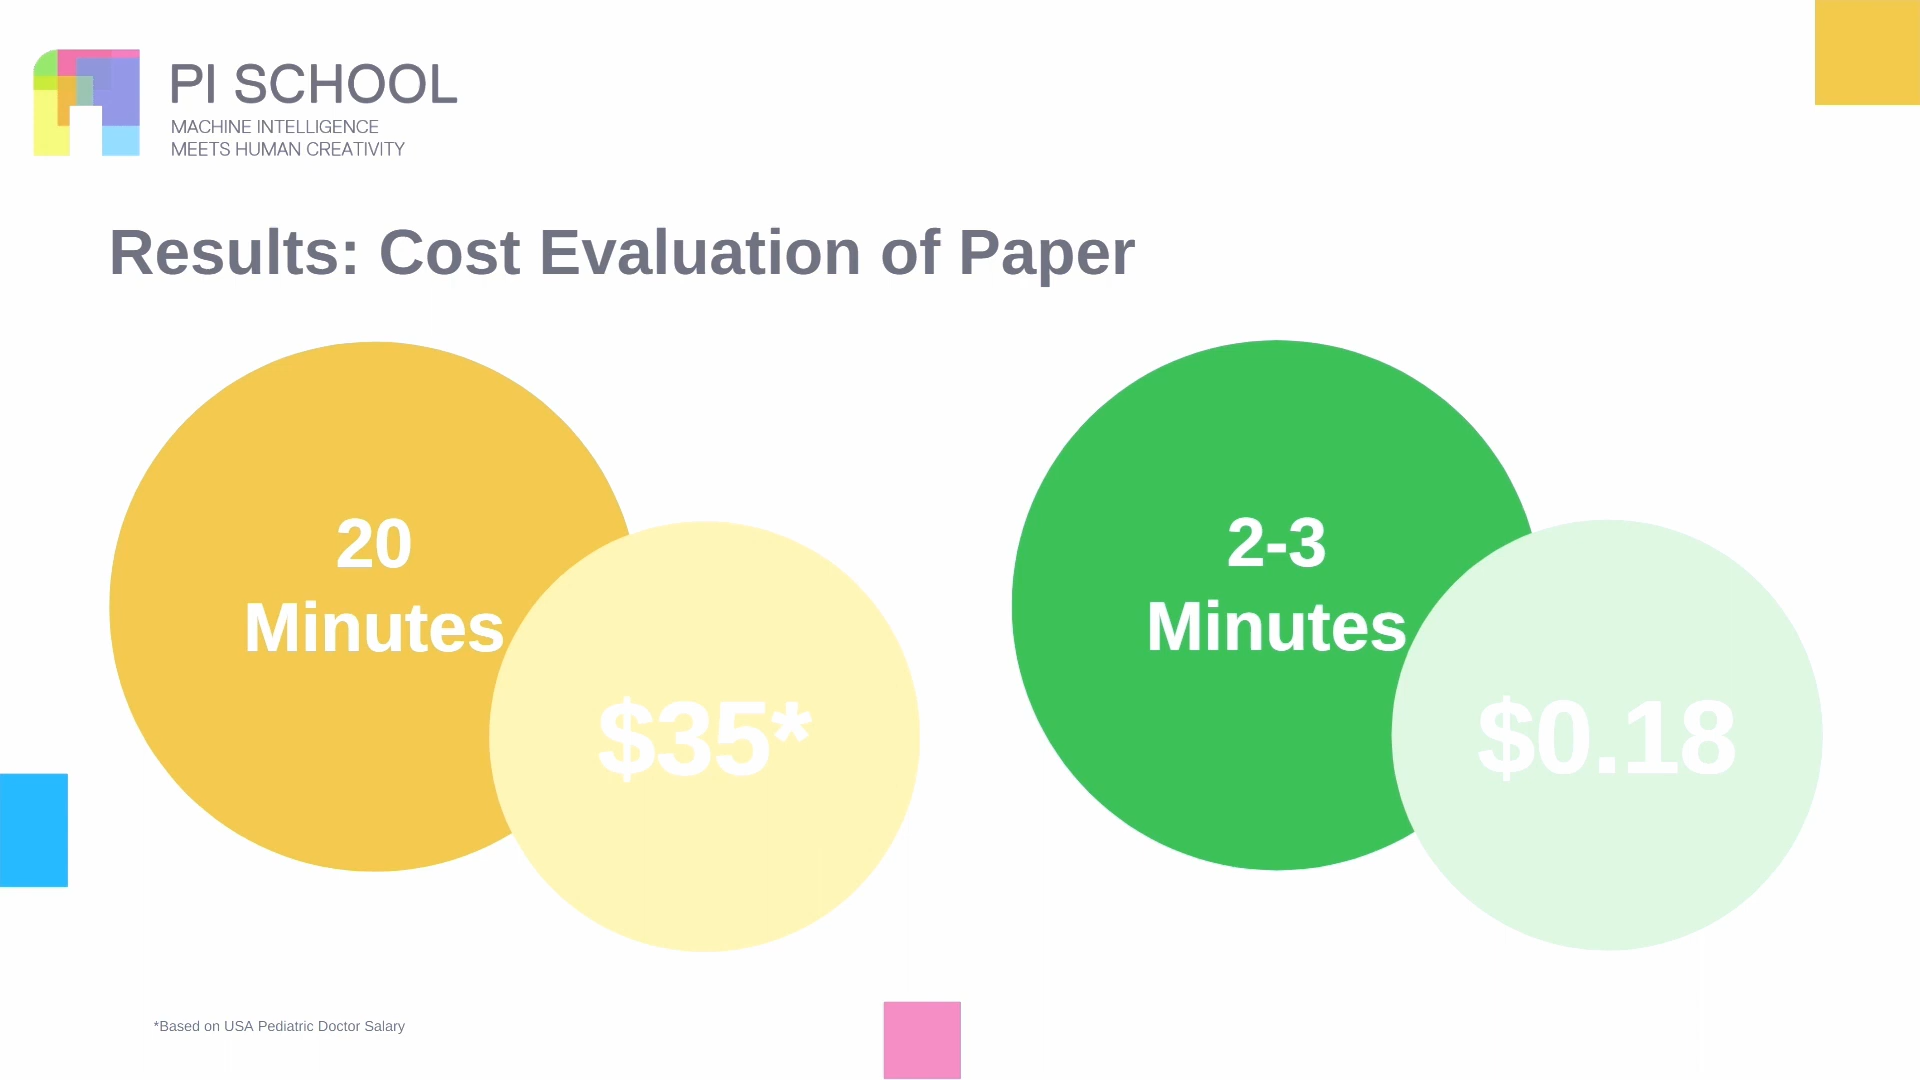 PI SCHOOL
MACHINE INTELLIGENCE
MEETS HUMAN CREATIVITY
Results: Cost Evaluation of Paper
20
Minutes
$35*
2-3
Minutes
$0.18
*Based on USA Pediatric Doctor Salary